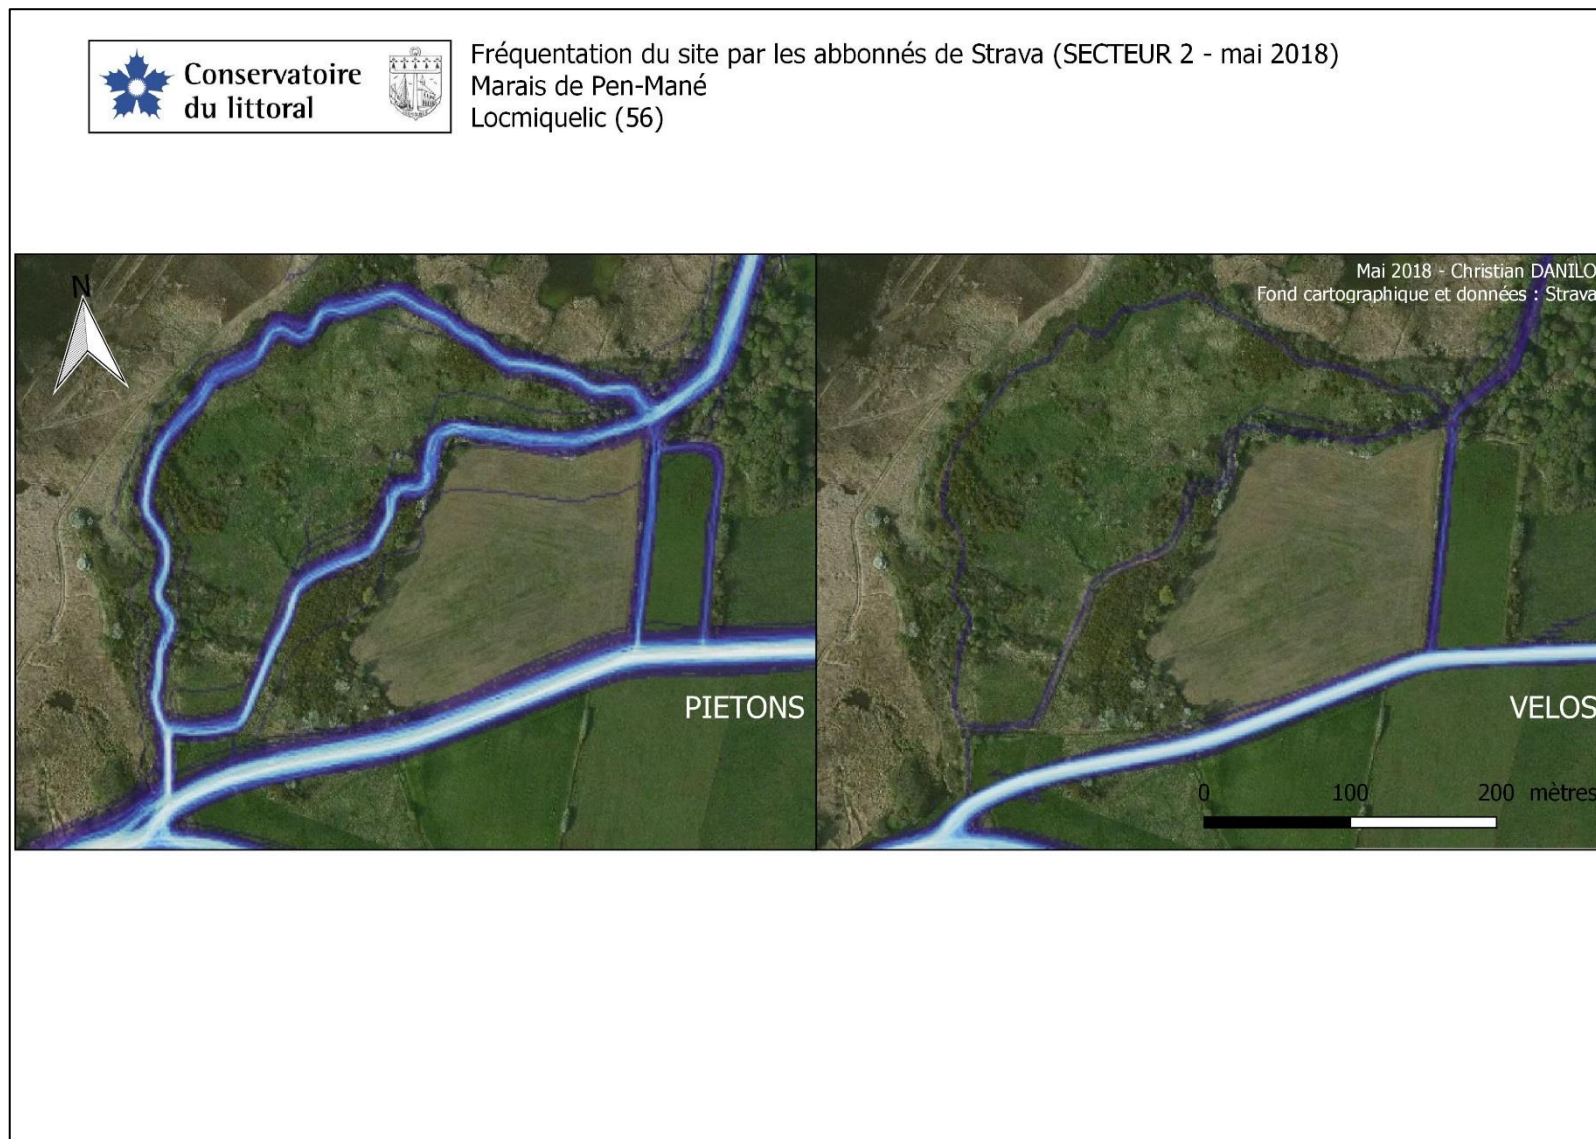 Conservatoire
du littoral
Fréquentation du site par les abbonnés de Strava (SECTEUR 2 - mai 2018)
Marais de Pen-Mané
Locmiquelic (56)
N
Mai 2018 - Christian DANILO
Fond cartographique et données : Strava
PIETONS
VELOS
0 100 200 mètres